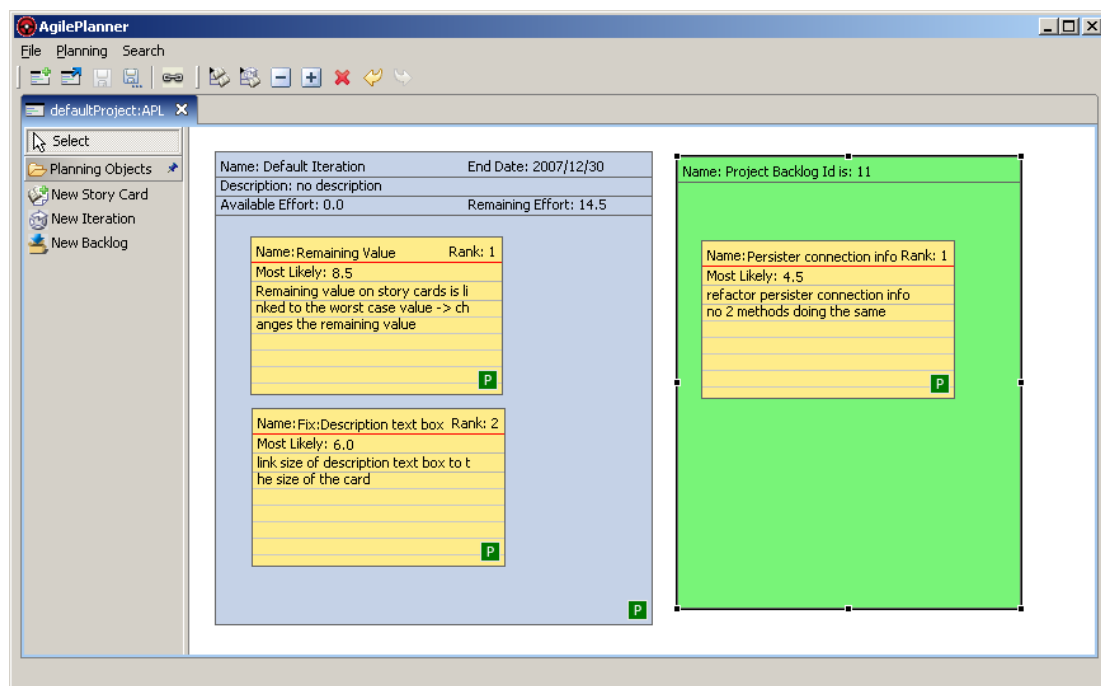 AgilePlanner
File Planning Search
defaultProject:APL
Select
Planning Objects
New Story Card
New Iteration
New Backlog
Name: Default Iteration End Date: 2007/12/30
Description: no description
Available Effort: 0.0 Remaining Effort: 14.5
Name: Remaining Value Rank: 1
Most Likely: 8.5
Remaining value on story cards is li
nked to the worst case value -> ch
anges the remaining value
P
Name: Fix:Description text box Rank: 2
Most Likely: 6.0
link size of description text box to t
he size of the card
P
P
Name: Project Backlog Id is: 11
Name: Persister connection info Rank: 1
Most Likely: 4.5
refactor persister connection info
no 2 methods doing the same
P